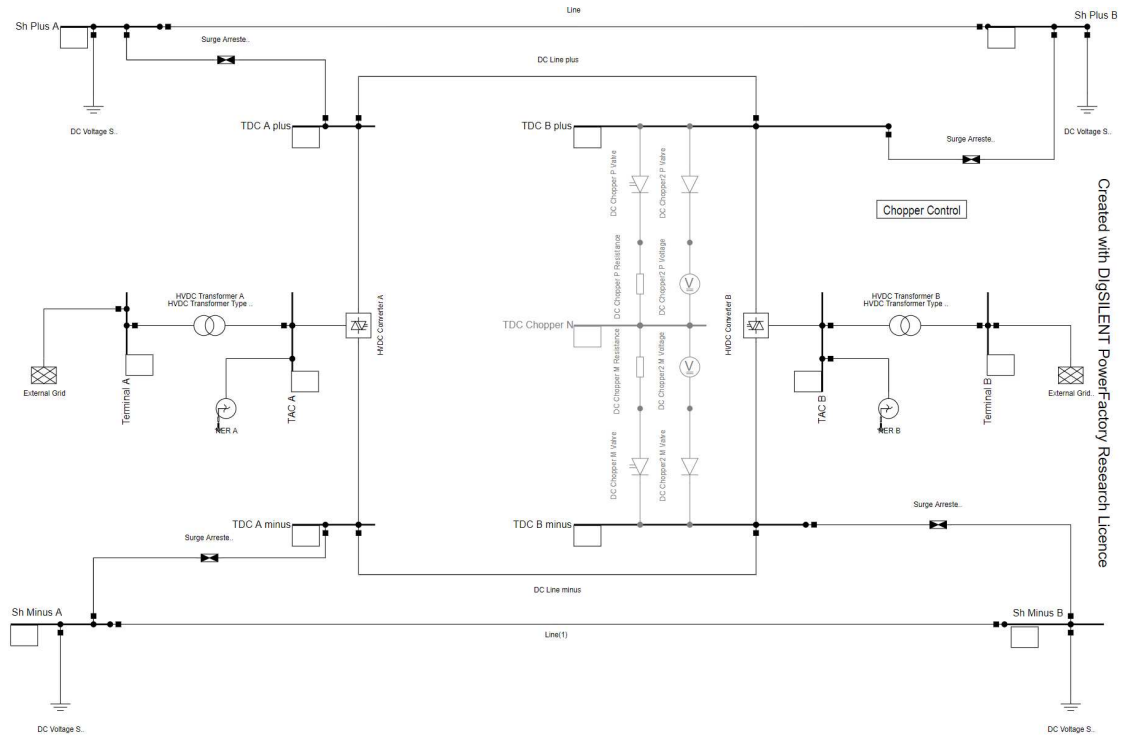 Line
Sh Plus A
Sh Plus B
Surge Arreste..
DC Line plus
DC Voltage S..
TDC A plus
TDC B plus
DC Voltage S..
Surge Arreste..
DC Chopper P Valve
DC Chopper2 P Valve
Chopper Control
Created with DIgSILENT PowerFactory Research Licence
DC Chopper P Resistance
DC Chopper2 P Voltage
V
HVDC Transformer A
HVDC Transformer Type ..
HVDC Converter A
TDC Chopper N
HVDC Converter B
HVDC Transformer B
HVDC Transformer Type ..
External Grid
Terminal A
NER A
TAC A
DC Chopper M Resistance
DC Chopper2 M Voltage
V
TAC B
NER B
Terminal B
External Grid..
DC Chopper M Valve
DC Chopper2 M Valve
TDC A minus
TDC B minus
Surge Arreste..
Surge Arreste..
DC Line minus
Sh Minus A
Sh Minus B
Line(1)
DC Voltage S..
DC Voltage S..